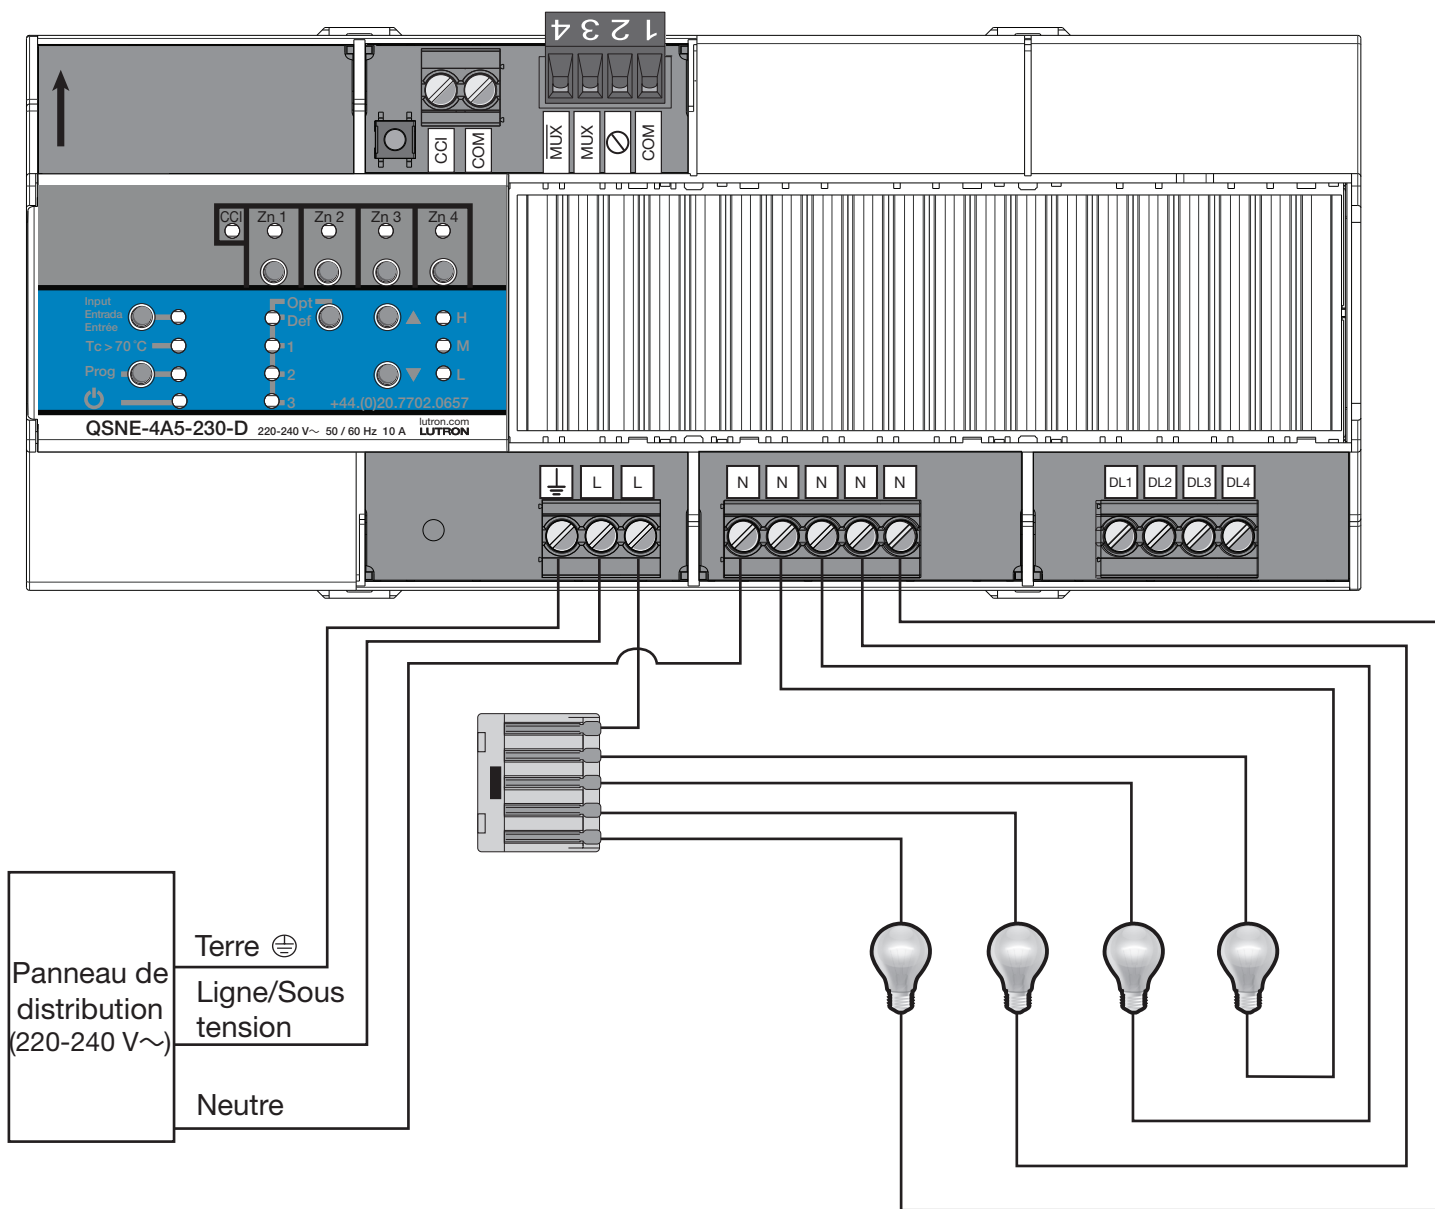 4 3 2 1
CCI
COM
MUX
MUX
COM
CCI
Zn 1
Zn 2
Zn 3
Zn 4
Input
Entrada
Entrée
Tc > 70 °C
Prog
Opt
Def
1
2
3
H
M
L
+44.(0)20.7702.0657
QSNE-4A5-230-D 220-240 V~ 50 / 60 Hz 10 A
lutron.com
LUTRON
L
L
N
N
N
N
N
DL1
DL2
DL3
DL4
Panneau de
distribution
(220-240 V~)
Terre
Ligne/Sous
tension
Neutre